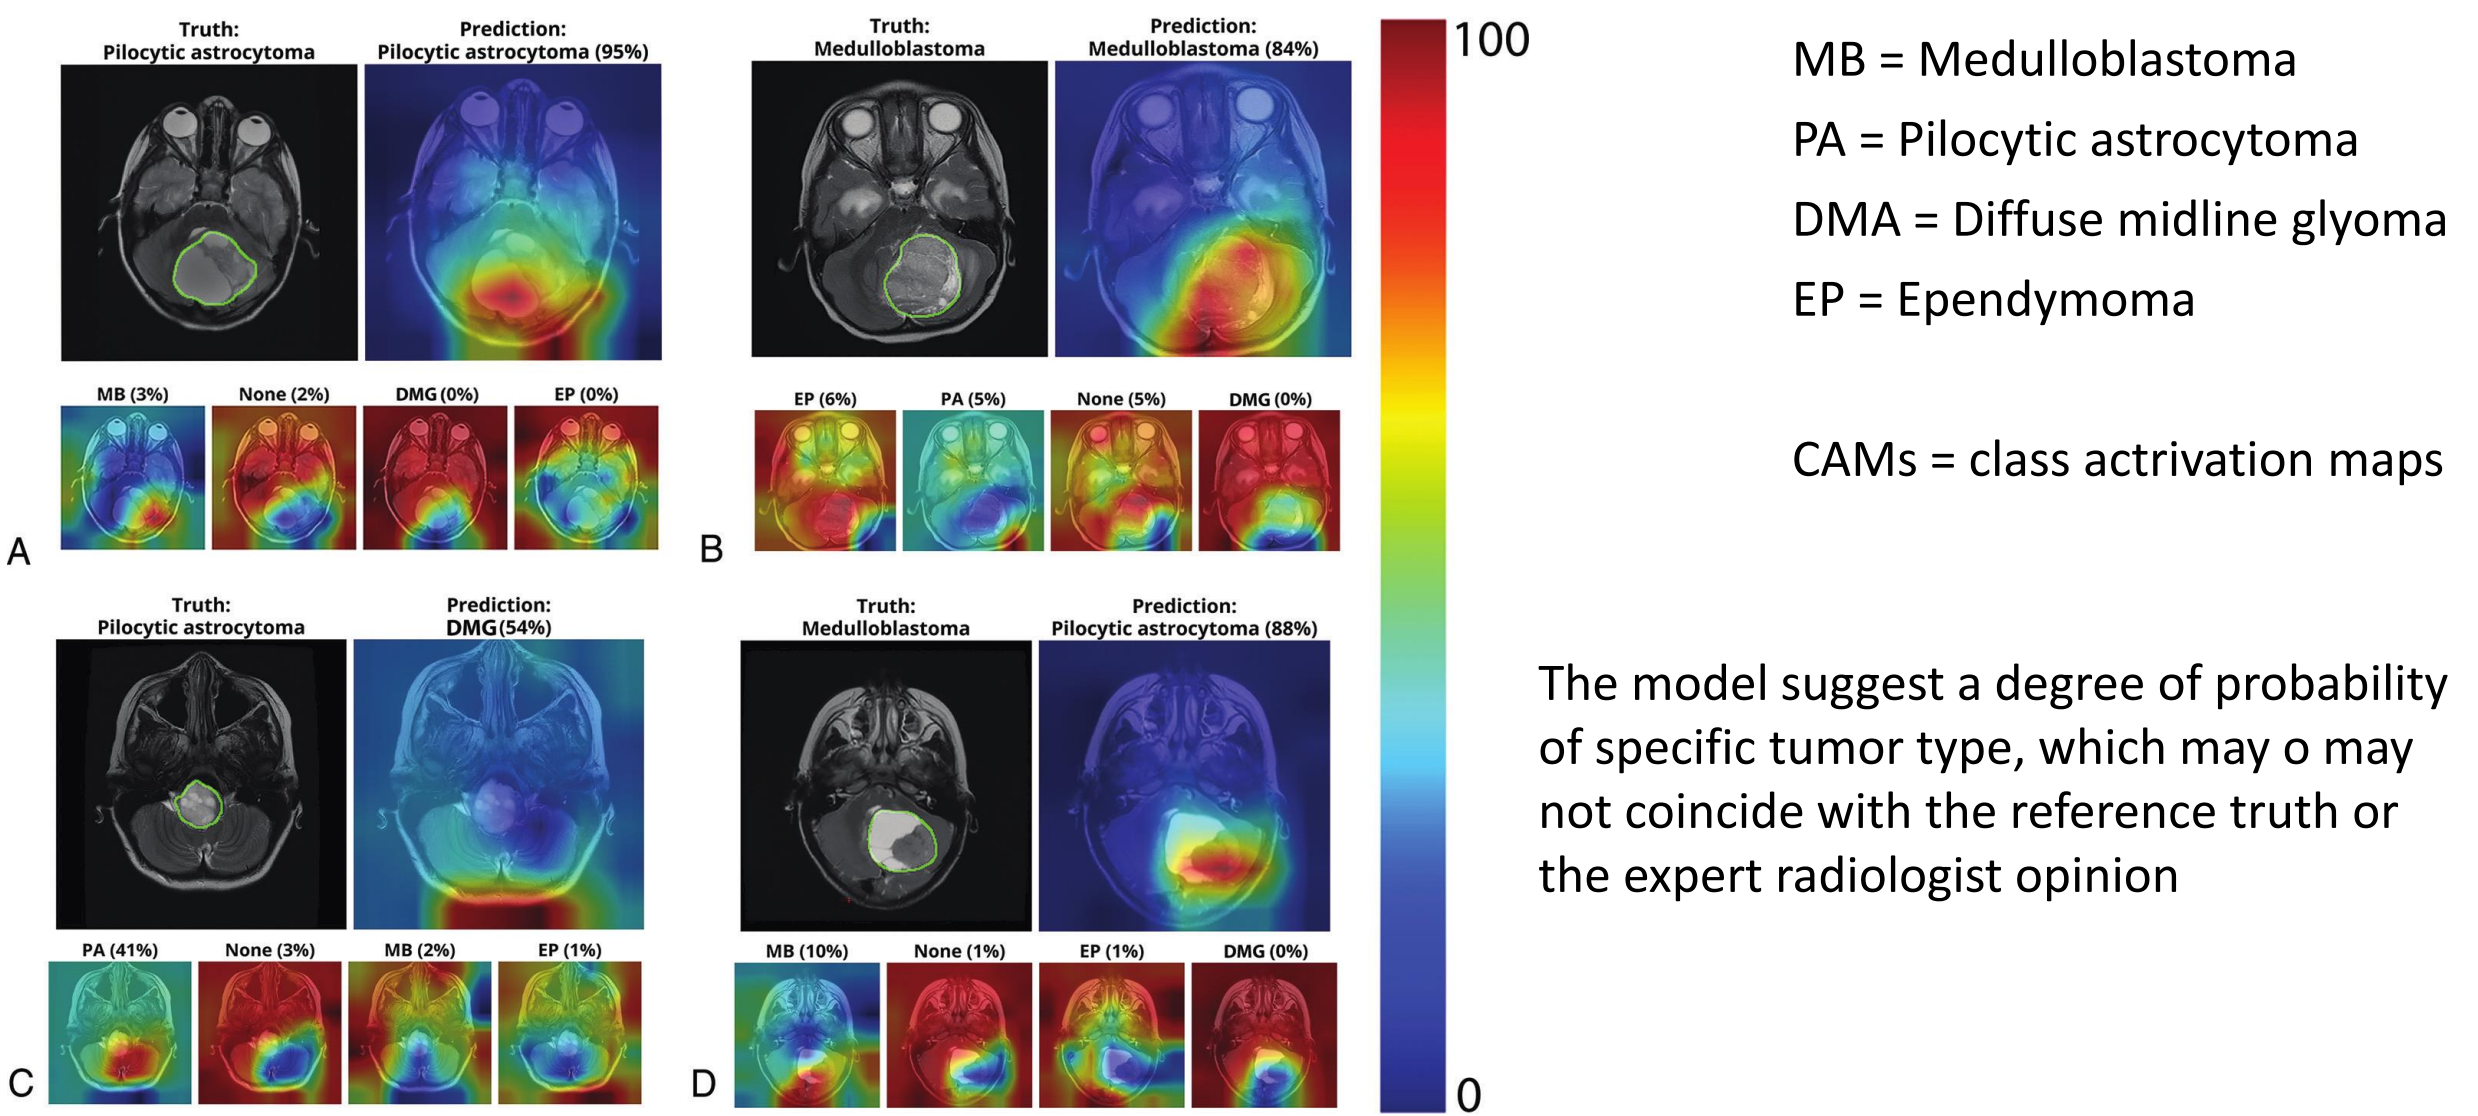 Truth:
Pilocytic astrocytoma
Prediction:
Pilocytic astrocytoma (95%)
MB (3%)
None (2%)
DMG (0%)
EP (0%)
A
Truth:
Medulloblastoma
Prediction:
Medulloblastoma (84%)
EP (6%)
PA (5%)
None (5%)
DMG (0%)
B
Truth:
Pilocytic astrocytoma
Prediction:
DMG (54%)
PA (41%)
None (3%)
MB (2%)
EP (1%)
C
Truth:
Medulloblastoma
Prediction:
Pilocytic astrocytoma (88%)
MB (10%)
None (1%)
EP (1%)
DMG (0%)
D
100
0
MB = Medulloblastoma
PA = Pilocytic astrocytoma
DMA = Diffuse midline glyoma
EP = Ependymoma
CAMs = class actrivation maps
The model suggest a degree of probability
of specific tumor type, which may o may
not coincide with the reference truth or
the expert radiologist opinion